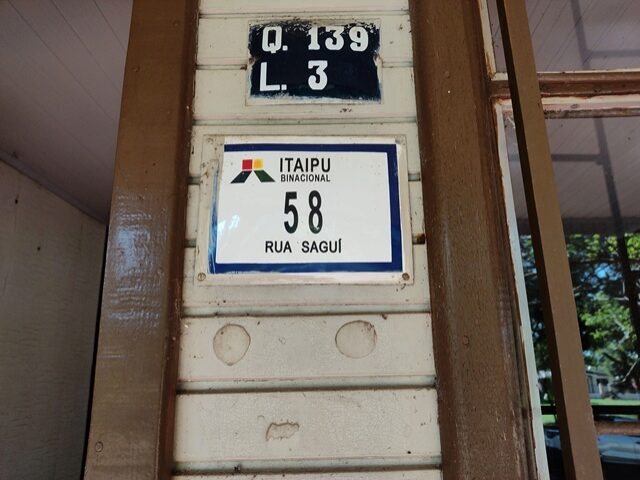 Q. 139
L. 3
ITAIPU
BINACIONAL
58
RUA SAGUÍ